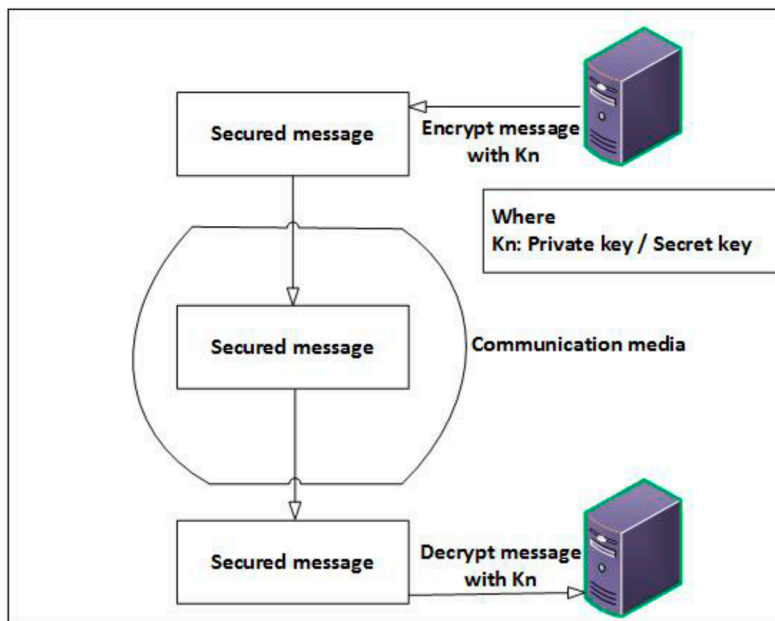 Secured message
Encrypt message
with Kn
Where
Kn: Private key / Secret key
Secured message
Communication media
Secured message
Decrypt message
with Kn